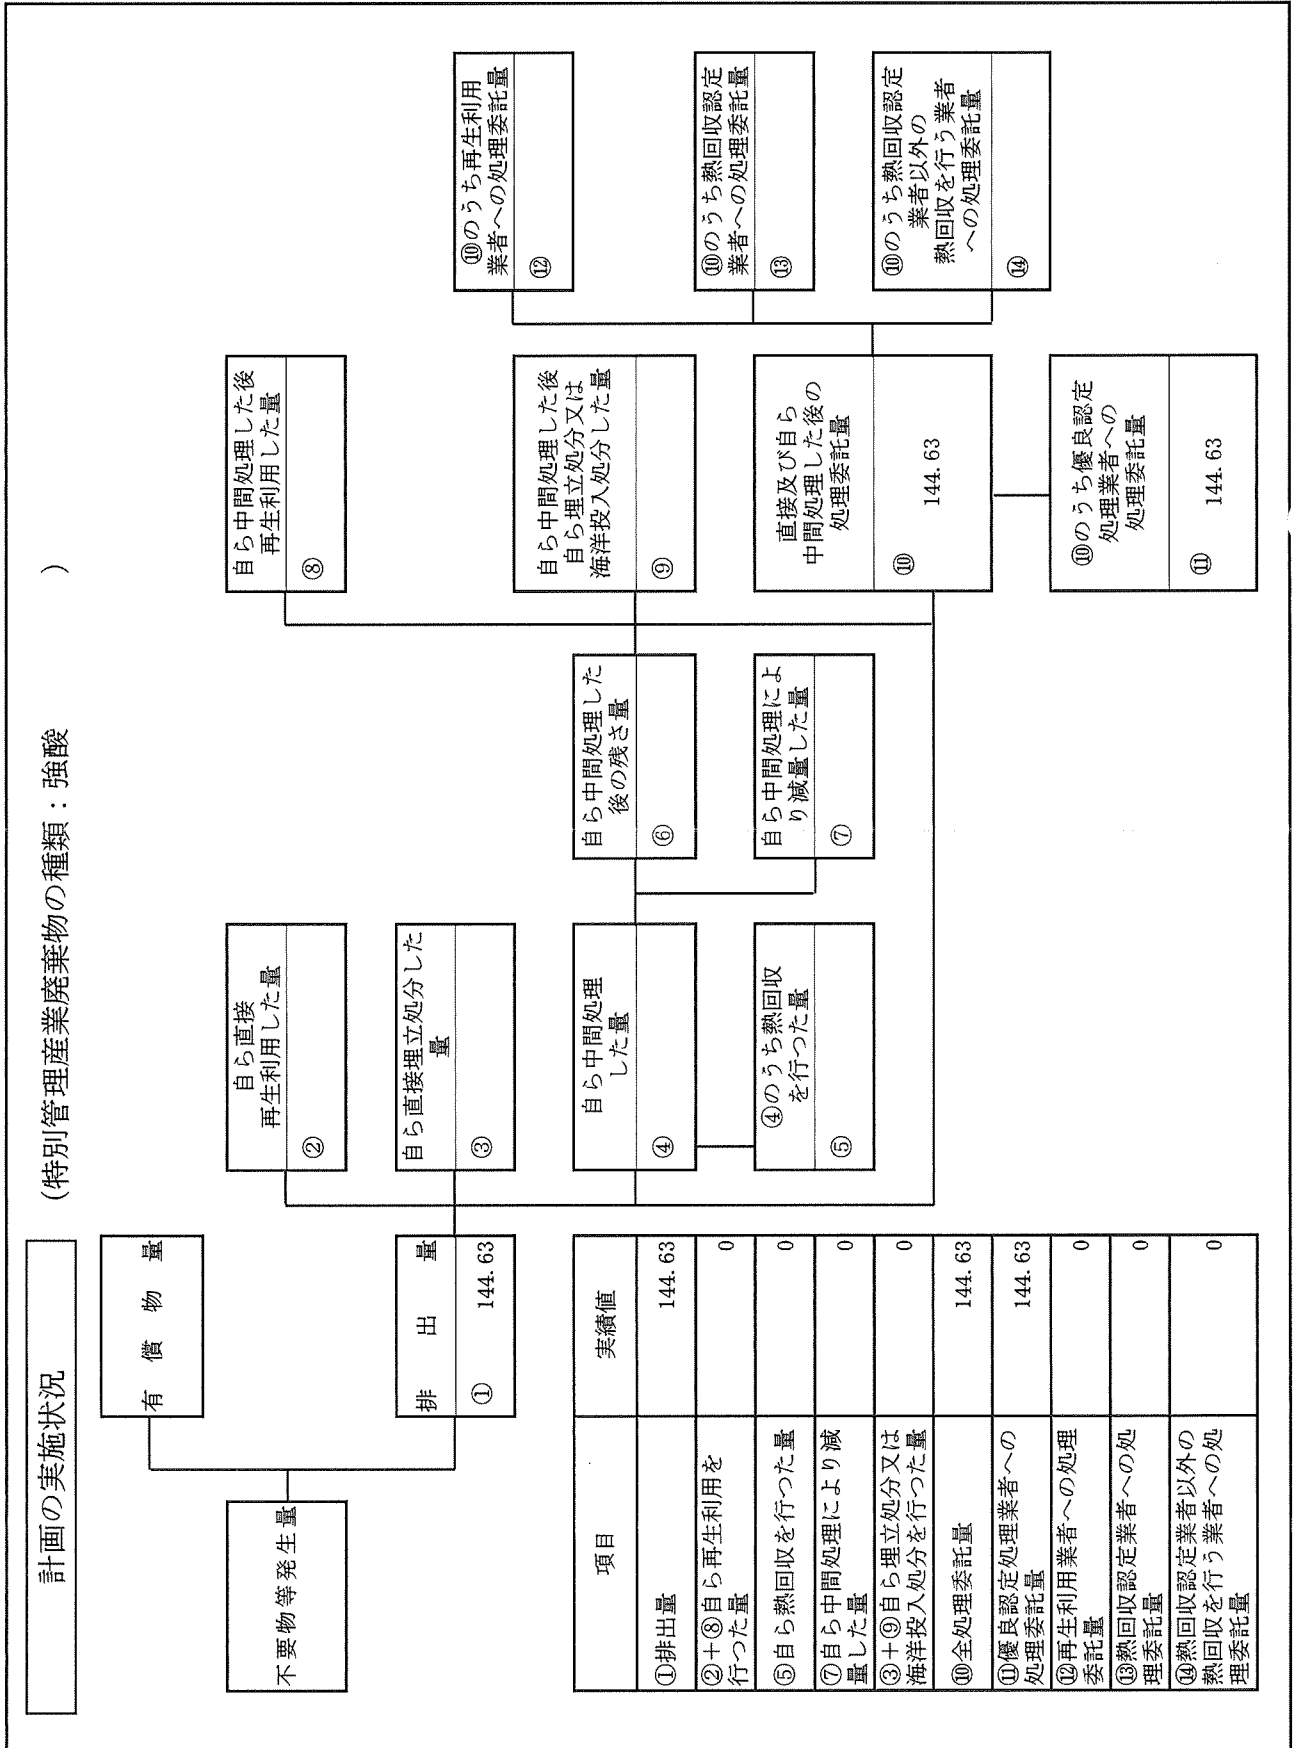 計画の実施状況
(特別管理産業廃棄物の種類：強酸　　　　　)
不要物等発生量
有 償 物 量
排 出 量
① 144.63
自ら直接
再生利用した量
②
自ら直接埋立処分した
量
③
自ら中間処理
した量
④
④のうち熱回収
を行つた量
⑤
自ら中間処理した
後の残さ量
⑥
自ら中間処理によ
り減量した量
⑦
自ら中間処理した後
再生利用した量
⑧
自ら中間処理した後
自ら埋立処分又は
海洋投入処分した量
⑨
直接及び自ら
中間処理した後の
処理委託量
⑩ 144.63
⑩のうち優良認定
処理業者への
処理委託量
⑪ 144.63
⑩のうち再生利用
業者への処理委託量
⑫
⑩のうち熱回収認定
業者への処理委託量
⑬
⑩のうち熱回収認定
業者以外の
熱回収を行う業者
への処理委託量
⑭
項目 実績値
①排出量 144.63
②＋⑧自ら再生利用を
行つた量 0
⑤自ら熱回収を行つた量 0
⑦自ら中間処理により減
量した量 0
③＋⑨自ら埋立処分又は
海洋投入処分を行つた量 0
⑩全処理委託量 144.63
⑪優良認定処理業者への
処理委託量 144.63
⑫再生利用業者への処理
委託量 0
⑬熱回収認定業者への処
理委託量 0
⑭熱回収認定業者以外の
熱回収を行う業者への処
理委託量 0